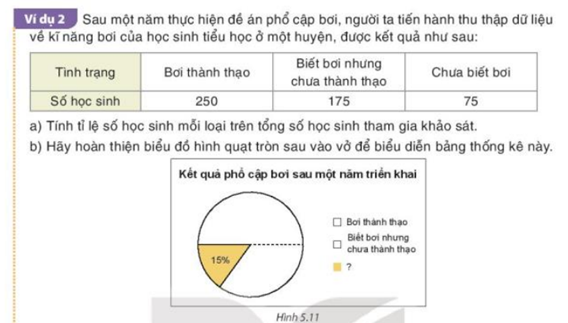 Ví dụ 2 Sau một năm thực hiện đề án phổ cập bơi, người ta tiến hành thu thập dữ liệu
về kĩ năng bơi của học sinh tiểu học ở một huyện, được kết quả như sau:
Tình trạng | Bơi thành thạo | Biết bơi nhưng chưa thành thạo | Chưa biết bơi
Số học sinh | 250 | 175 | 75
a) Tính tỉ lệ số học sinh mỗi loại trên tổng số học sinh tham gia khảo sát.
b) Hãy hoàn thiện biểu đồ hình quạt tròn sau vào vở để biểu diễn bảng thống kê này.
Kết quả phổ cập bơi sau một năm triển khai
Bơi thành thạo
Biết bơi nhưng
chưa thành thạo
?
15%
Hình 5.11